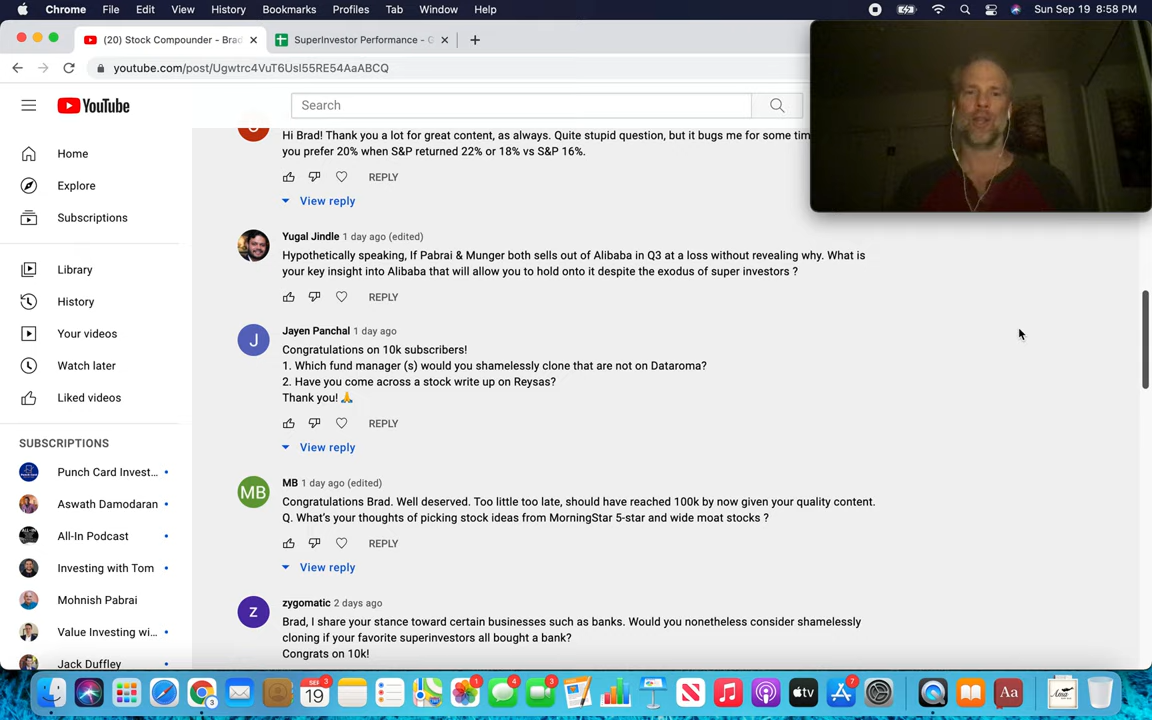 Chrome File Edit View History Bookmarks Profiles Tab Window Help Sun Sep 19 8:58 PM
(20) Stock Compounder - Brad
SuperInvestor Performance - G
youtube.com/post/Ugwtrc4VuT6UsI55RE54AaABCQ
YouTube
Search
Home
Explore
Subscriptions
Library
History
Your videos
Watch later
Liked videos
SUBSCRIPTIONS
Punch Card Invest...
Aswath Damodaran
All-In Podcast
Investing with Tom
Mohnish Pabrai
Value Investing wi...
Jack Duffley
Hi Brad! Thank you a lot for great content, as always. Quite stupid question, but it bugs me for some tim
you prefer 20% when S&P returned 22% or 18% vs S&P 16%.
REPLY
View reply
Yugal Jindle 1 day ago (edited)
Hypothetically speaking, If Pabrai & Munger both sells out of Alibaba in Q3 at a loss without revealing why. What is
your key insight into Alibaba that will allow you to hold onto it despite the exodus of super investors ?
REPLY
J
Jayen Panchal 1 day ago
Congratulations on 10k subscribers!
1. Which fund manager (s) would you shamelessly clone that are not on Dataroma?
2. Have you come across a stock write up on Reysas?
Thank you! 🙏
REPLY
View reply
MB
MB 1 day ago (edited)
Congratulations Brad. Well deserved. Too little too late, should have reached 100k by now given your quality content.
Q. What's your thoughts of picking stock ideas from MorningStar 5-star and wide moat stocks ?
REPLY
View reply
Z
zygomatic 2 days ago
Brad, I share your stance toward certain businesses such as banks. Would you nonetheless consider shamelessly
cloning if your favorite superinvestors all bought a bank?
Congrats on 10k!
3
SEP
19
3
1
4
3
tv
7
Aa